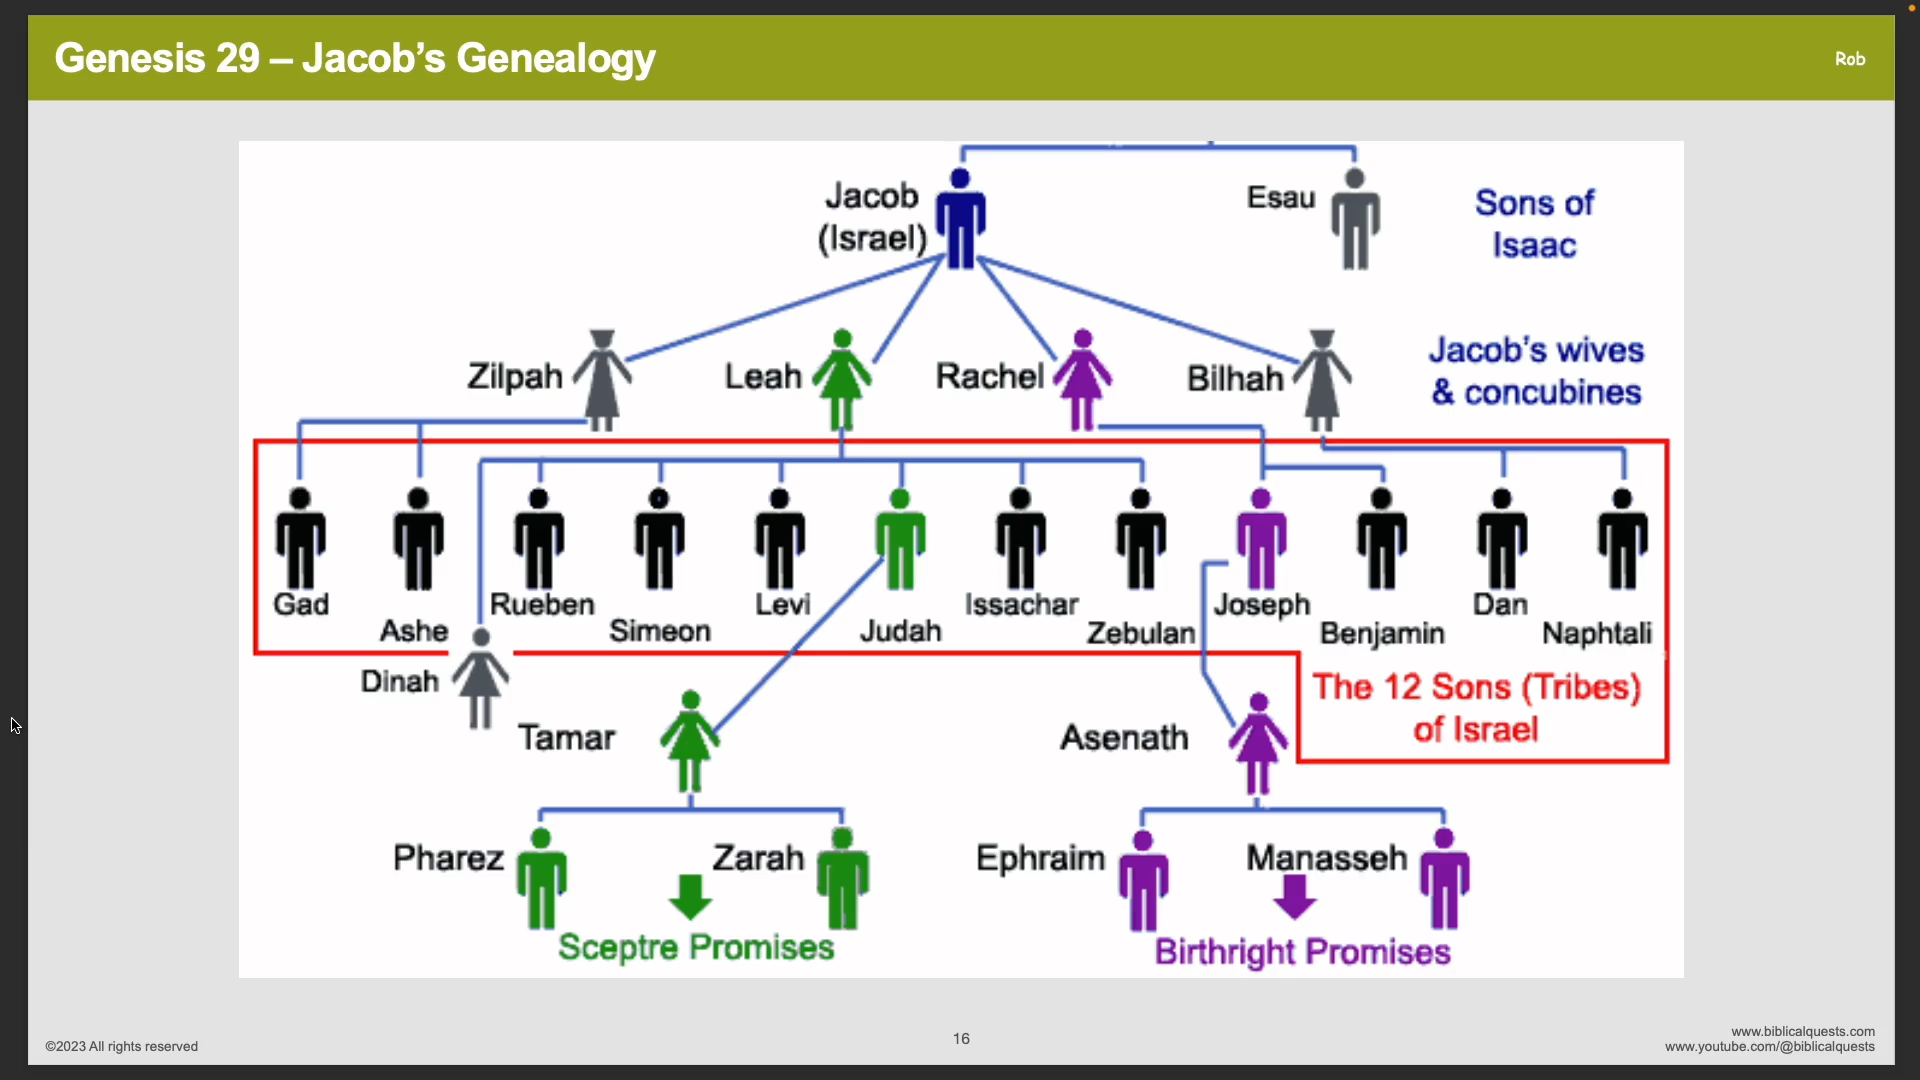 Genesis 29 – Jacob's Genealogy
Rob
Jacob
(Israel)
Esau
Sons of
Isaac
Zilpah
Leah
Rachel
Bilhah
Jacob's wives
& concubines
Gad
Ashe
Rueben
Simeon
Levi
Judah
Issachar
Zebulan
Joseph
Benjamin
Dan
Naphtali
Dinah
The 12 Sons (Tribes)
of Israel
Tamar
Asenath
Pharez
Zarah
Ephraim
Manasseh
Sceptre Promises
Birthright Promises
©2023 All rights reserved
16
www.biblicalquests.com
www.youtube.com/@biblicalquests